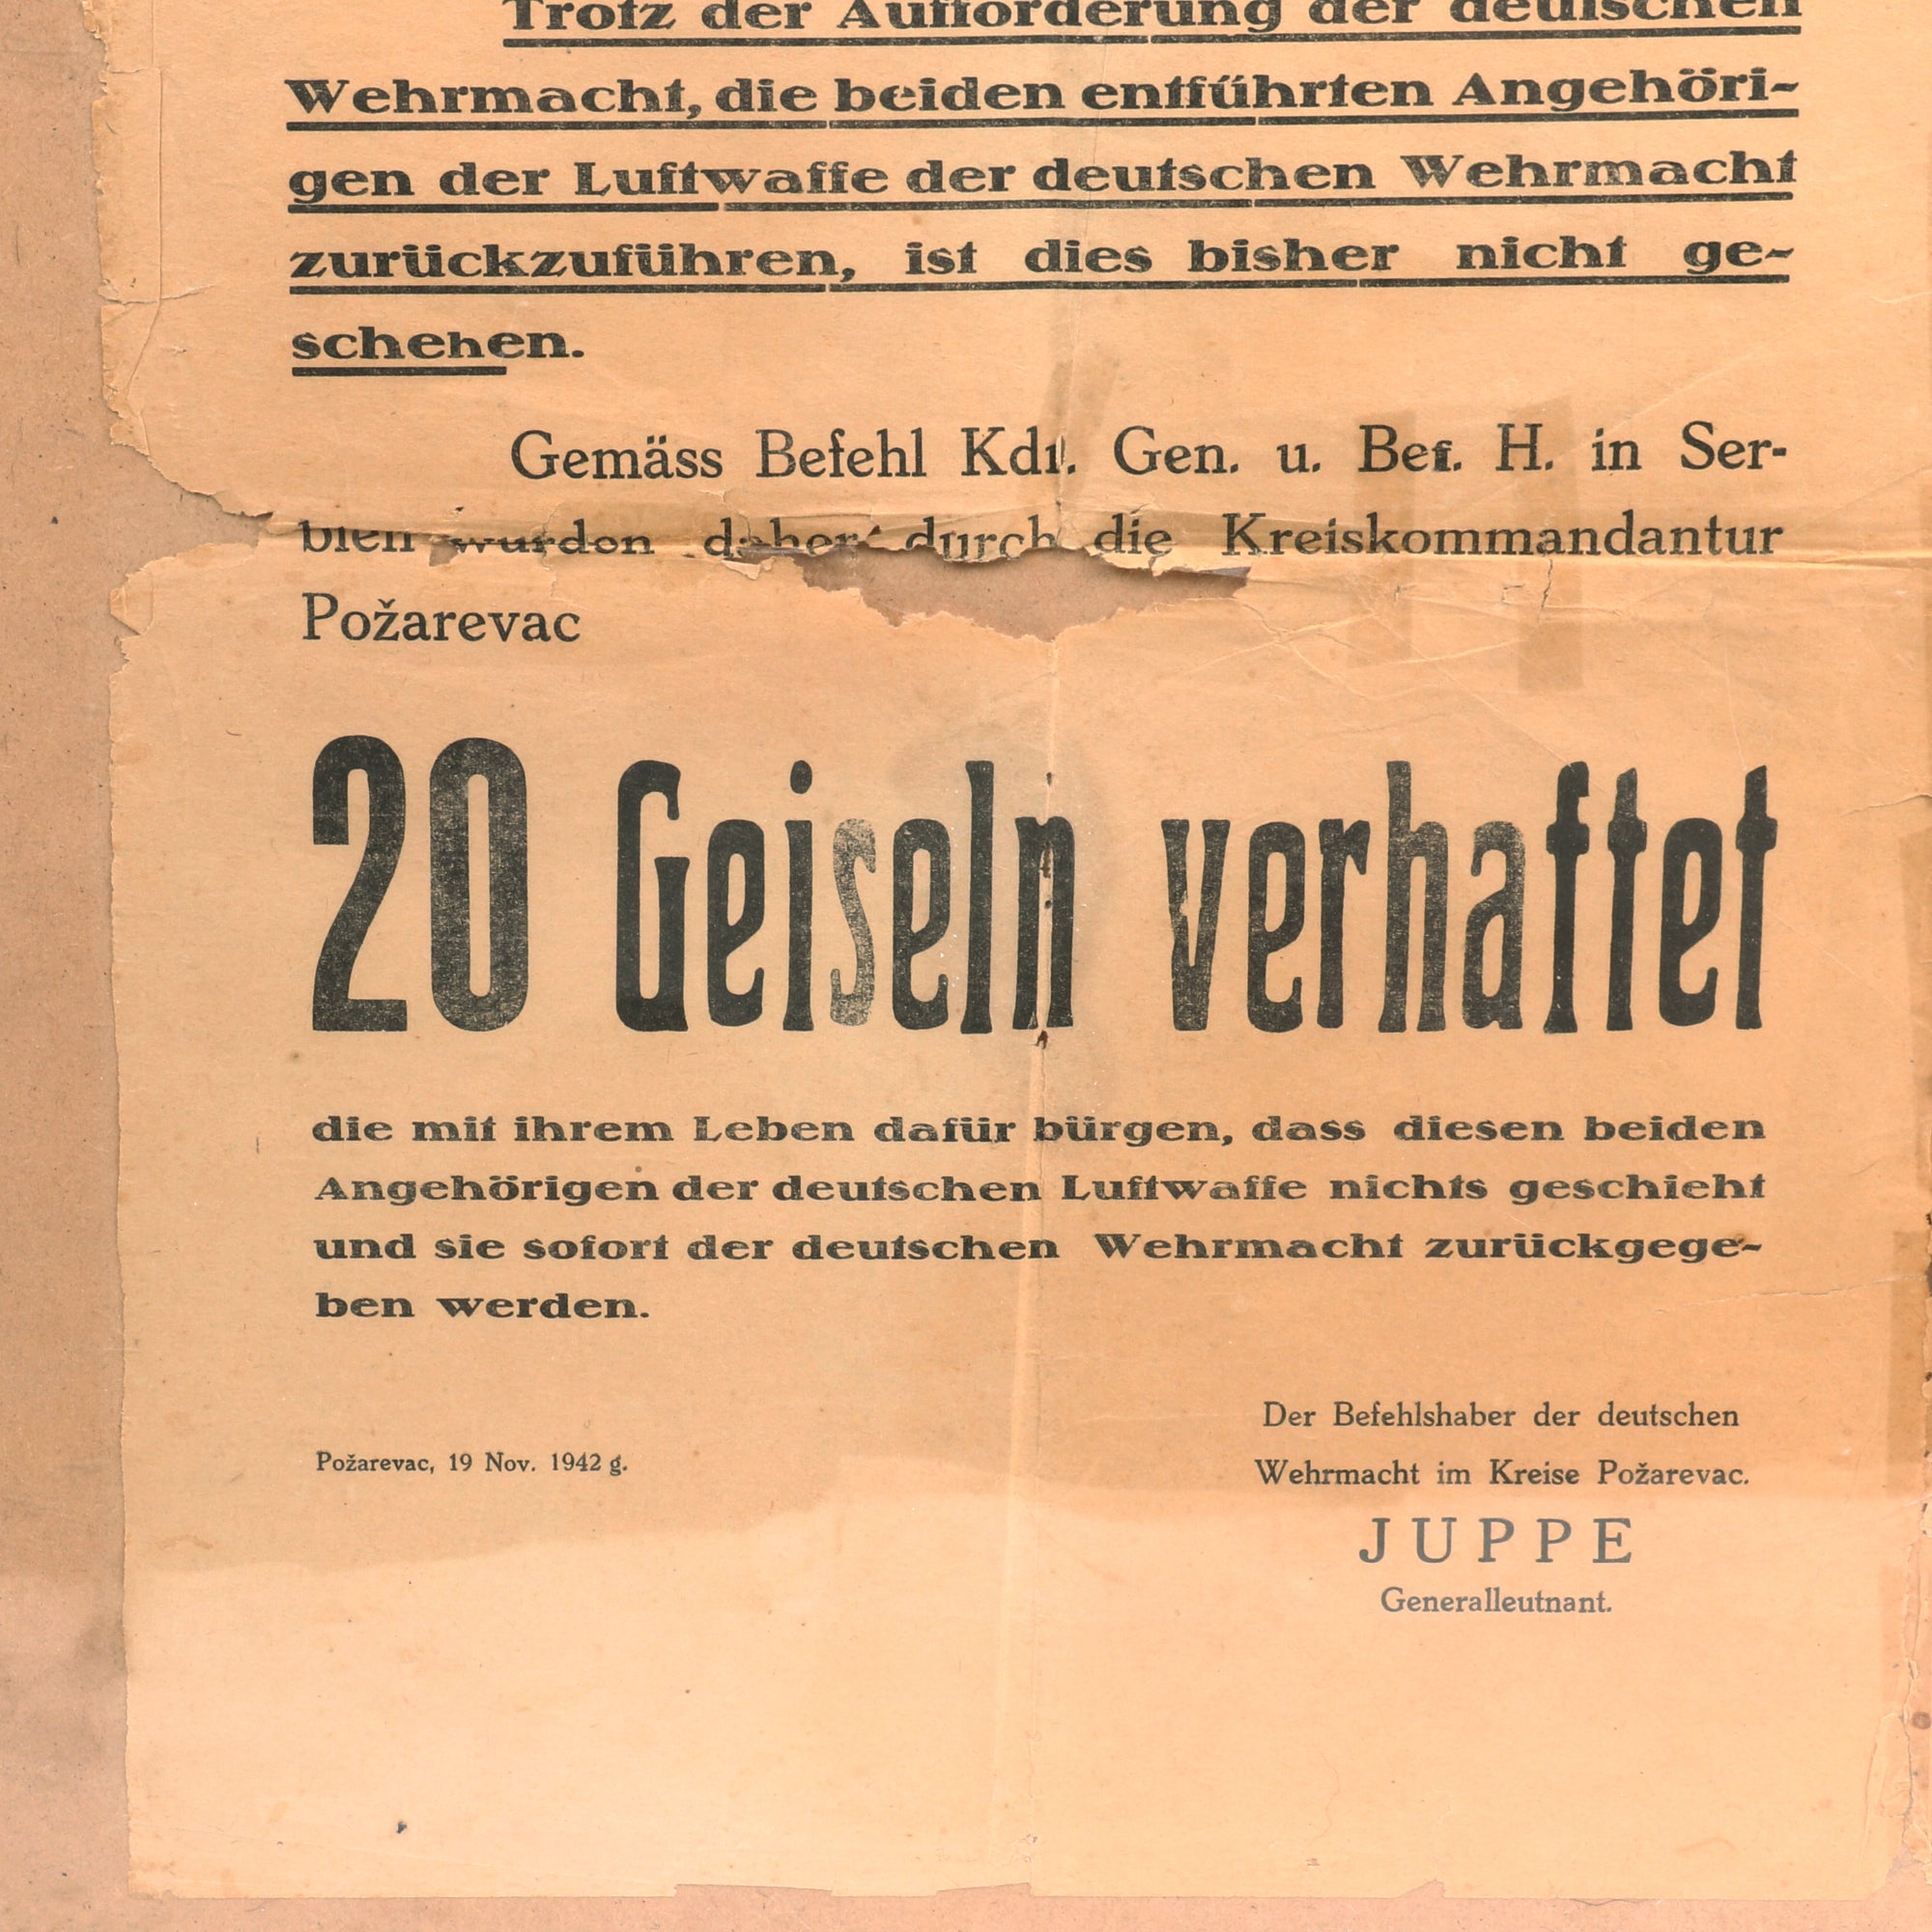 Trotz der Aufforderung der deutschen
Wehrmacht, die beiden entführten Angehöri-
gen der Luftwaffe der deutschen Wehrmacht
zurückzuführen, ist dies bisher nicht ge-
schehen.
Gemäss Befehl Kdr. Gen. u. Bef. H. in Ser-
bien wurden daher durch die Kreiskommandantur
Požarevac
20 Geiseln verhaftet
die mit ihrem Leben dafür bürgen, dass diesen beiden
Angehörigen der deutschen Luftwaffe nichts geschieht
und sie sofort der deutschen Wehrmacht zurückgege-
ben werden.
Požarevac, 19 Nov. 1942 g.
Der Befehlshaber der deutschen
Wehrmacht im Kreise Požarevac.
JUPPE
Generalleutnant.